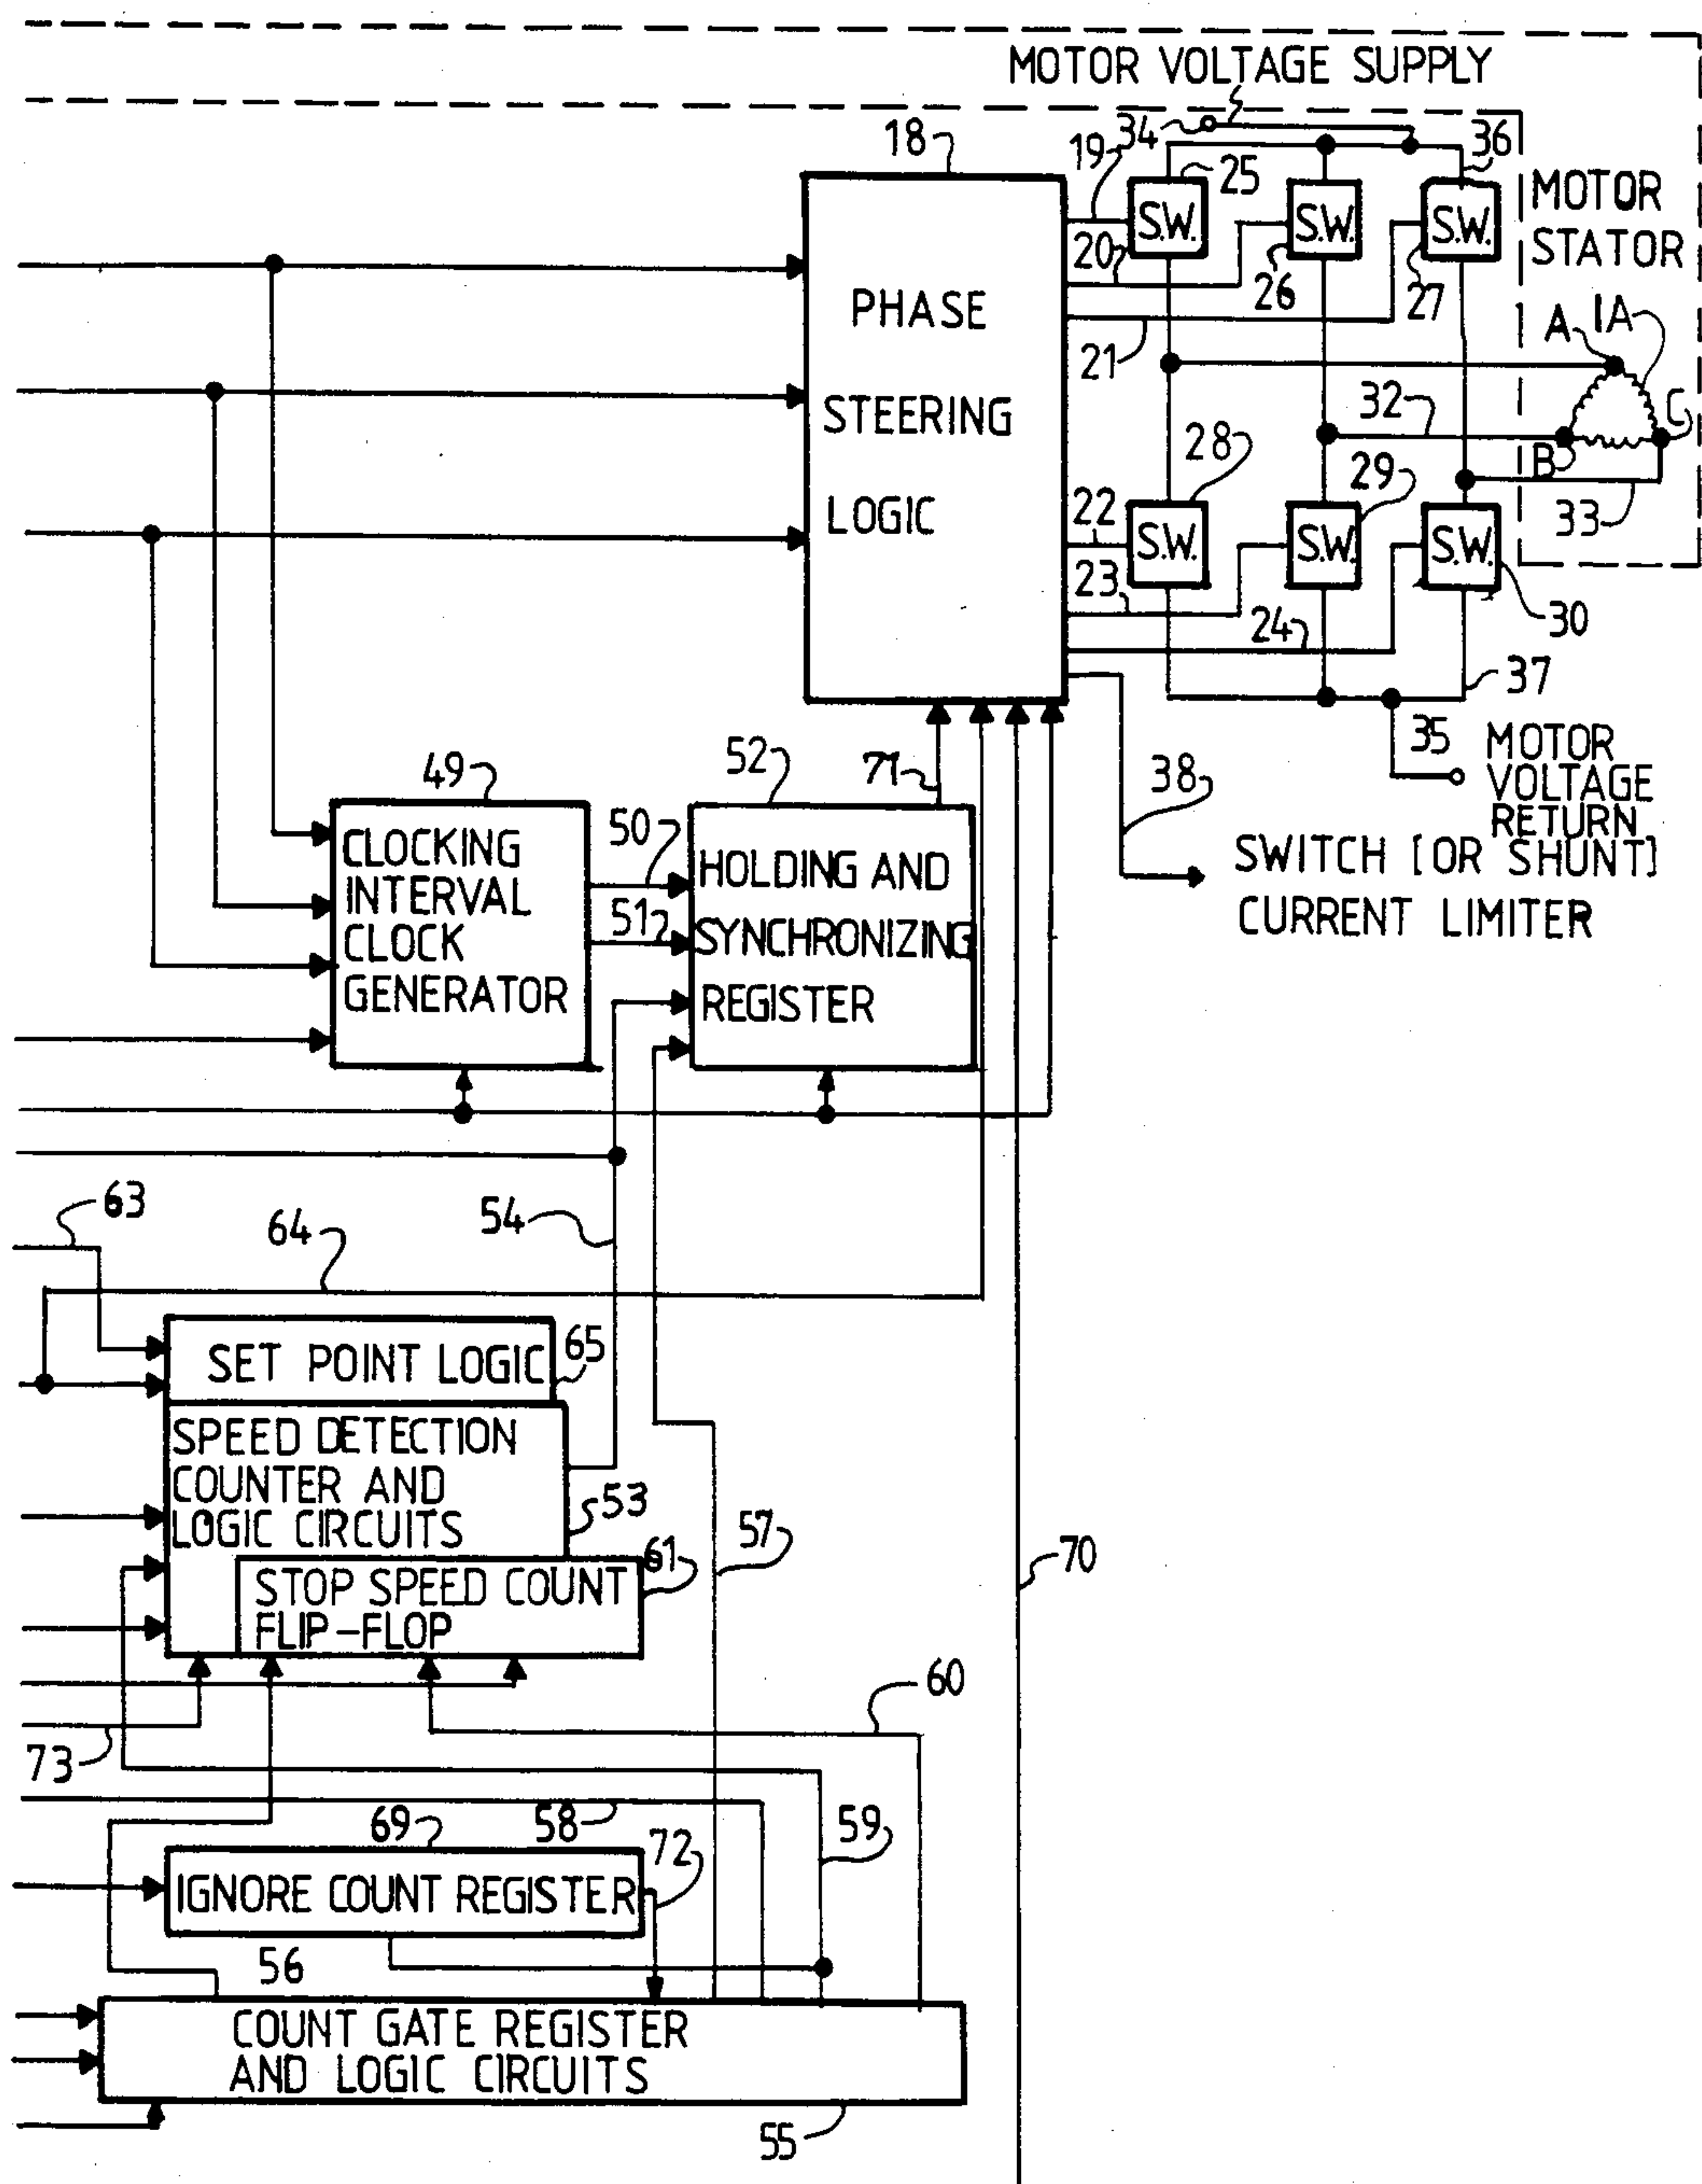 MOTOR VOLTAGE SUPPLY
34
36
18
19
25
S.W.
S.W.
S.W.
MOTOR
STATOR
20
26
27
PHASE
STEERING
LOGIC
21
A
1A
32
C
B
28
29
22
S.W.
S.W.
S.W.
33
23
24
30
37
35
MOTOR
VOLTAGE
RETURN
38
SWITCH [OR SHUNT]
CURRENT LIMITER
49
52
71
CLOCKING
INTERVAL
CLOCK
GENERATOR
50
51
HOLDING AND
SYNCHRONIZING
REGISTER
63
64
54
SET POINT LOGIC
65
SPEED DETECTION
COUNTER AND
LOGIC CIRCUITS
53
57
61
70
STOP SPEED COUNT
FLIP-FLOP
60
73
58
59
69
72
IGNORE COUNT REGISTER
56
COUNT GATE REGISTER
AND LOGIC CIRCUITS
55